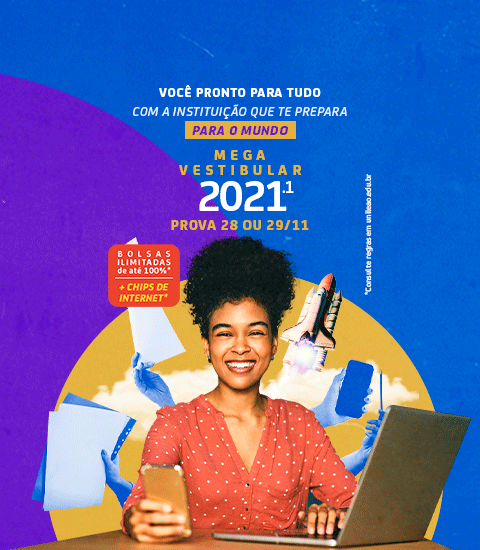 VOCÊ PRONTO PARA TUDO
COM A INSTITUIÇÃO QUE TE PREPARA
PARA O MUNDO
MEGA
VESTIBULAR
2021.1
PROVA 28 OU 29/11
*Consulte regras em unileao.edu.br
BOLSAS
ILIMITADAS
de até 100%*
+ CHIPS DE
INTERNET*